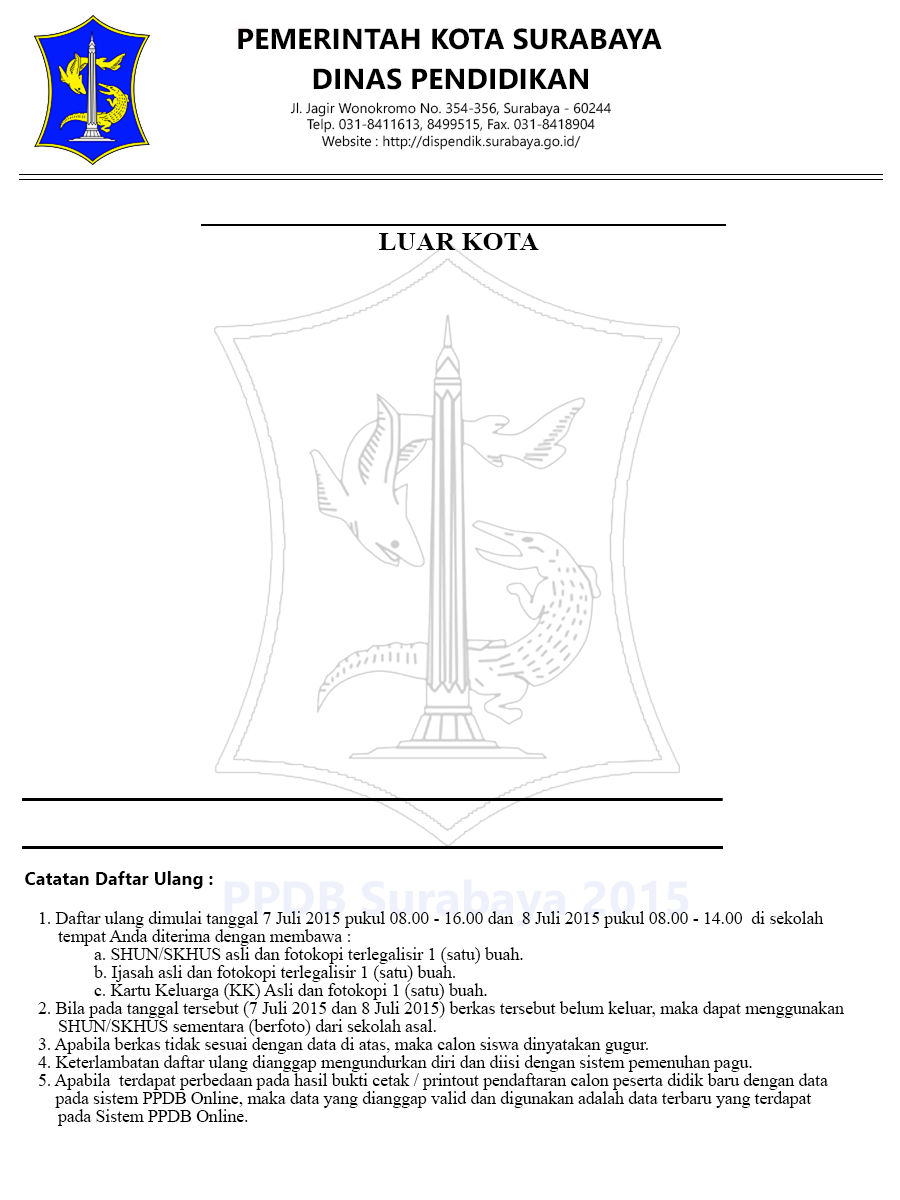 PEMERINTAH KOTA SURABAYA
DINAS PENDIDIKAN
Jl. Jagir Wonokromo No. 354-356, Surabaya - 60244
Telp. 031-8411613, 8499515, Fax. 031-8418904
Website : http://dispendik.surabaya.go.id/
LUAR KOTA
Catatan Daftar Ulang :
PPDB Surabaya 2015
1. Daftar ulang dimulai tanggal 7 Juli 2015 pukul 08.00 - 16.00 dan 8 Juli 2015 pukul 08.00 - 14.00 di sekolah
tempat Anda diterima dengan membawa :
a. SHUN/SKHUS asli dan fotokopi terlegalisir 1 (satu) buah.
b. Ijasah asli dan fotokopi terlegalisir 1 (satu) buah.
c. Kartu Keluarga (KK) Asli dan fotokopi 1 (satu) buah.
2. Bila pada tanggal tersebut (7 Juli 2015 dan 8 Juli 2015) berkas tersebut belum keluar, maka dapat menggunakan
SHUN/SKHUS sementara (berfoto) dari sekolah asal.
3. Apabila berkas tidak sesuai dengan data di atas, maka calon siswa dinyatakan gugur.
4. Keterlambatan daftar ulang dianggap mengundurkan diri dan diisi dengan sistem pemenuhan pagu.
5. Apabila terdapat perbedaan pada hasil bukti cetak / printout pendaftaran calon peserta didik baru dengan data
pada sistem PPDB Online, maka data yang dianggap valid dan digunakan adalah data terbaru yang terdapat
pada Sistem PPDB Online.